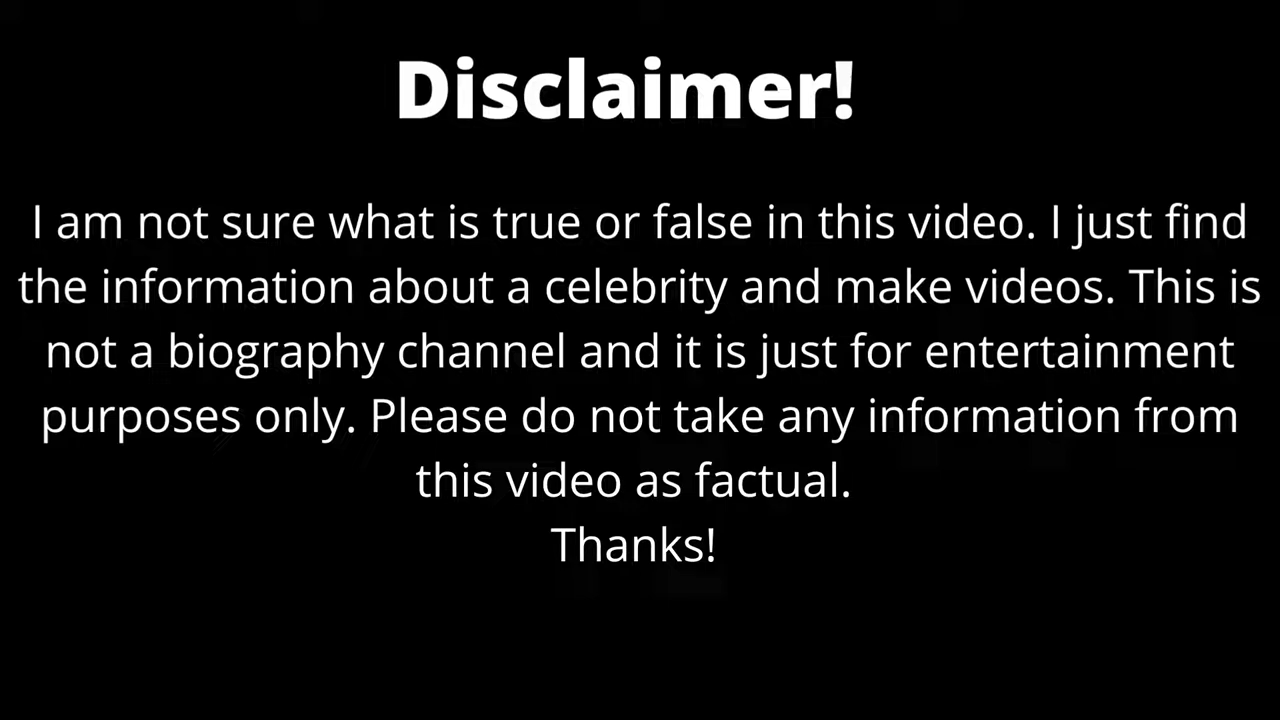 Disclaimer!
I am not sure what is true or false in this video. I just find
the information about a celebrity and make videos. This is
not a biography channel and it is just for entertainment
purposes only. Please do not take any information from
this video as factual.
Thanks!